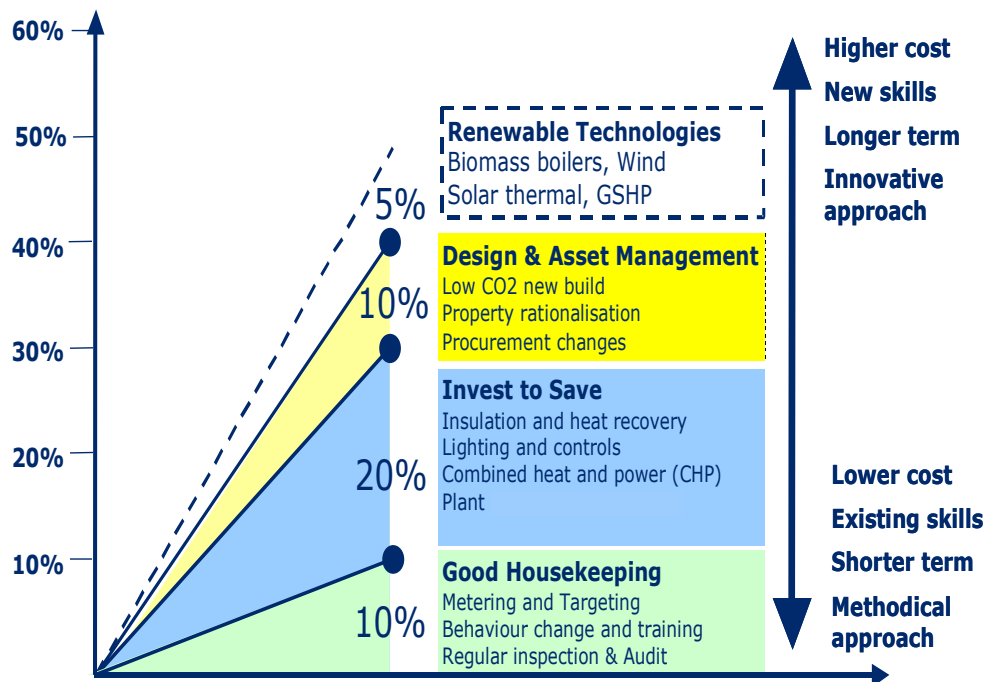 60%
50%
40%
30%
20%
10%
5%
10%
20%
10%
Renewable Technologies
Biomass boilers, Wind
Solar thermal, GSHP
Design & Asset Management
Low CO2 new build
Property rationalisation
Procurement changes
Invest to Save
Insulation and heat recovery
Lighting and controls
Combined heat and power (CHP)
Plant
Good Housekeeping
Metering and Targeting
Behaviour change and training
Regular inspection & Audit
Higher cost
New skills
Longer term
Innovative
approach
Lower cost
Existing skills
Shorter term
Methodical
approach